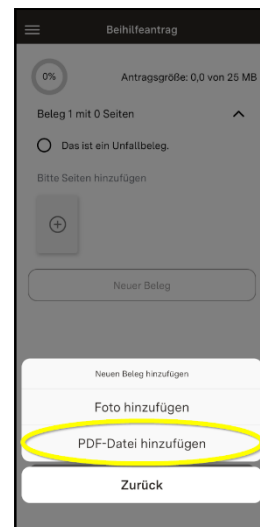 Beihilfeantrag
0%
Antragsgröße: 0,0 von 25 MB
Beleg 1 mit 0 Seiten
Das ist ein Unfallbeleg.
Bitte Seiten hinzufügen
Neuer Beleg
Neuen Beleg hinzufügen
Foto hinzufügen
PDF-Datei hinzufügen
Zurück